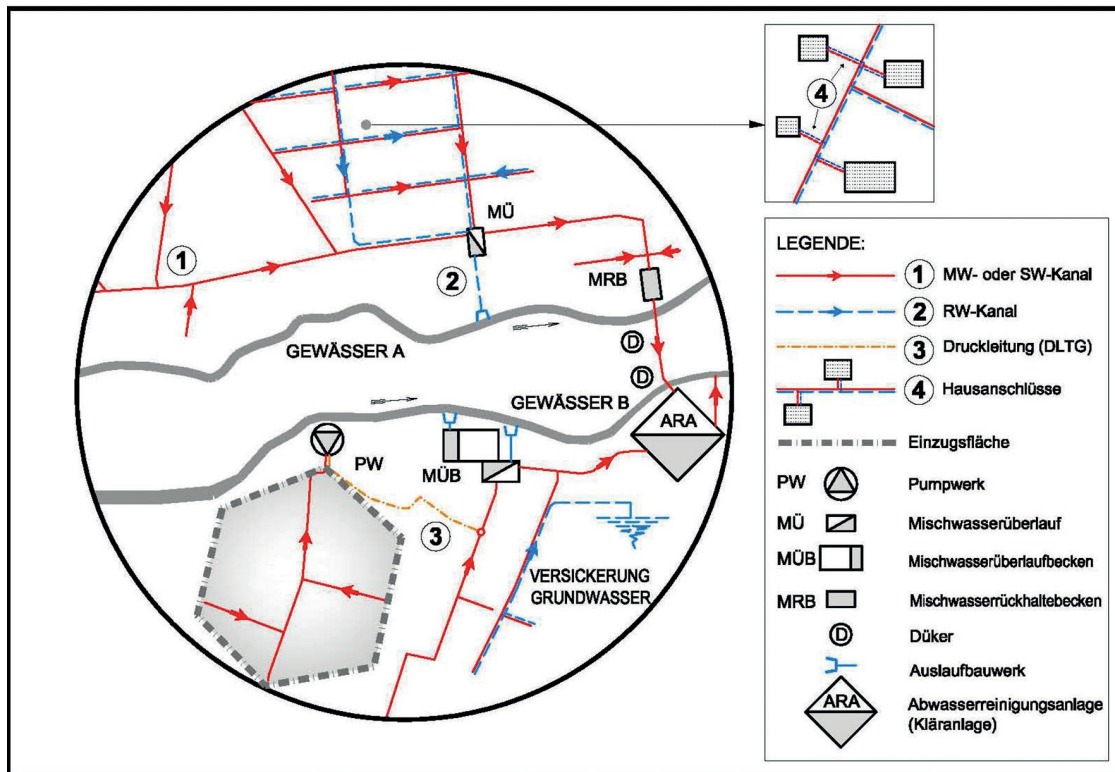 4
MÜ
1
2
MRB
D
GEWÄSSER A
D
GEWÄSSER B
ARA
PW
MÜB
3
VERSICKERUNG
GRUNDWASSER
LEGENDE:
1 MW- oder SW-Kanal
2 RW-Kanal
3 Druckleitung (DLTG)
4 Hausanschlüsse
Einzugsfläche
PW Pumpwerk
MÜ Mischwasserüberlauf
MÜB Mischwasserüberlaufbecken
MRB Mischwasserrückhaltebecken
D Düker
Auslaufbauwerk
ARA Abwasserreinigungsanlage
(Kläranlage)